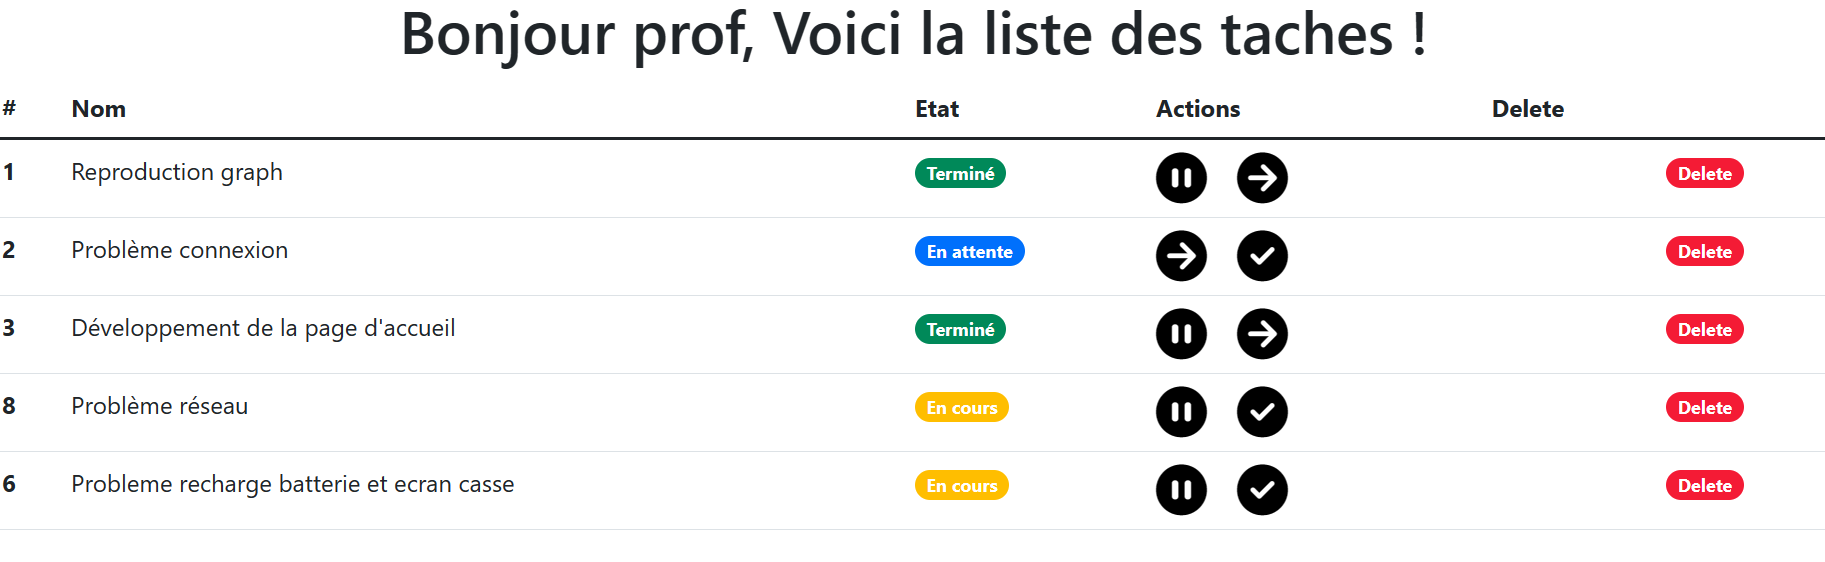 Bonjour prof, Voici la liste des taches !
# Nom Etat Actions Delete
1 Reproduction graph Terminé Delete
2 Problème connexion En attente Delete
3 Développement de la page d'accueil Terminé Delete
8 Problème réseau En cours Delete
6 Probleme recharge batterie et ecran casse En cours Delete